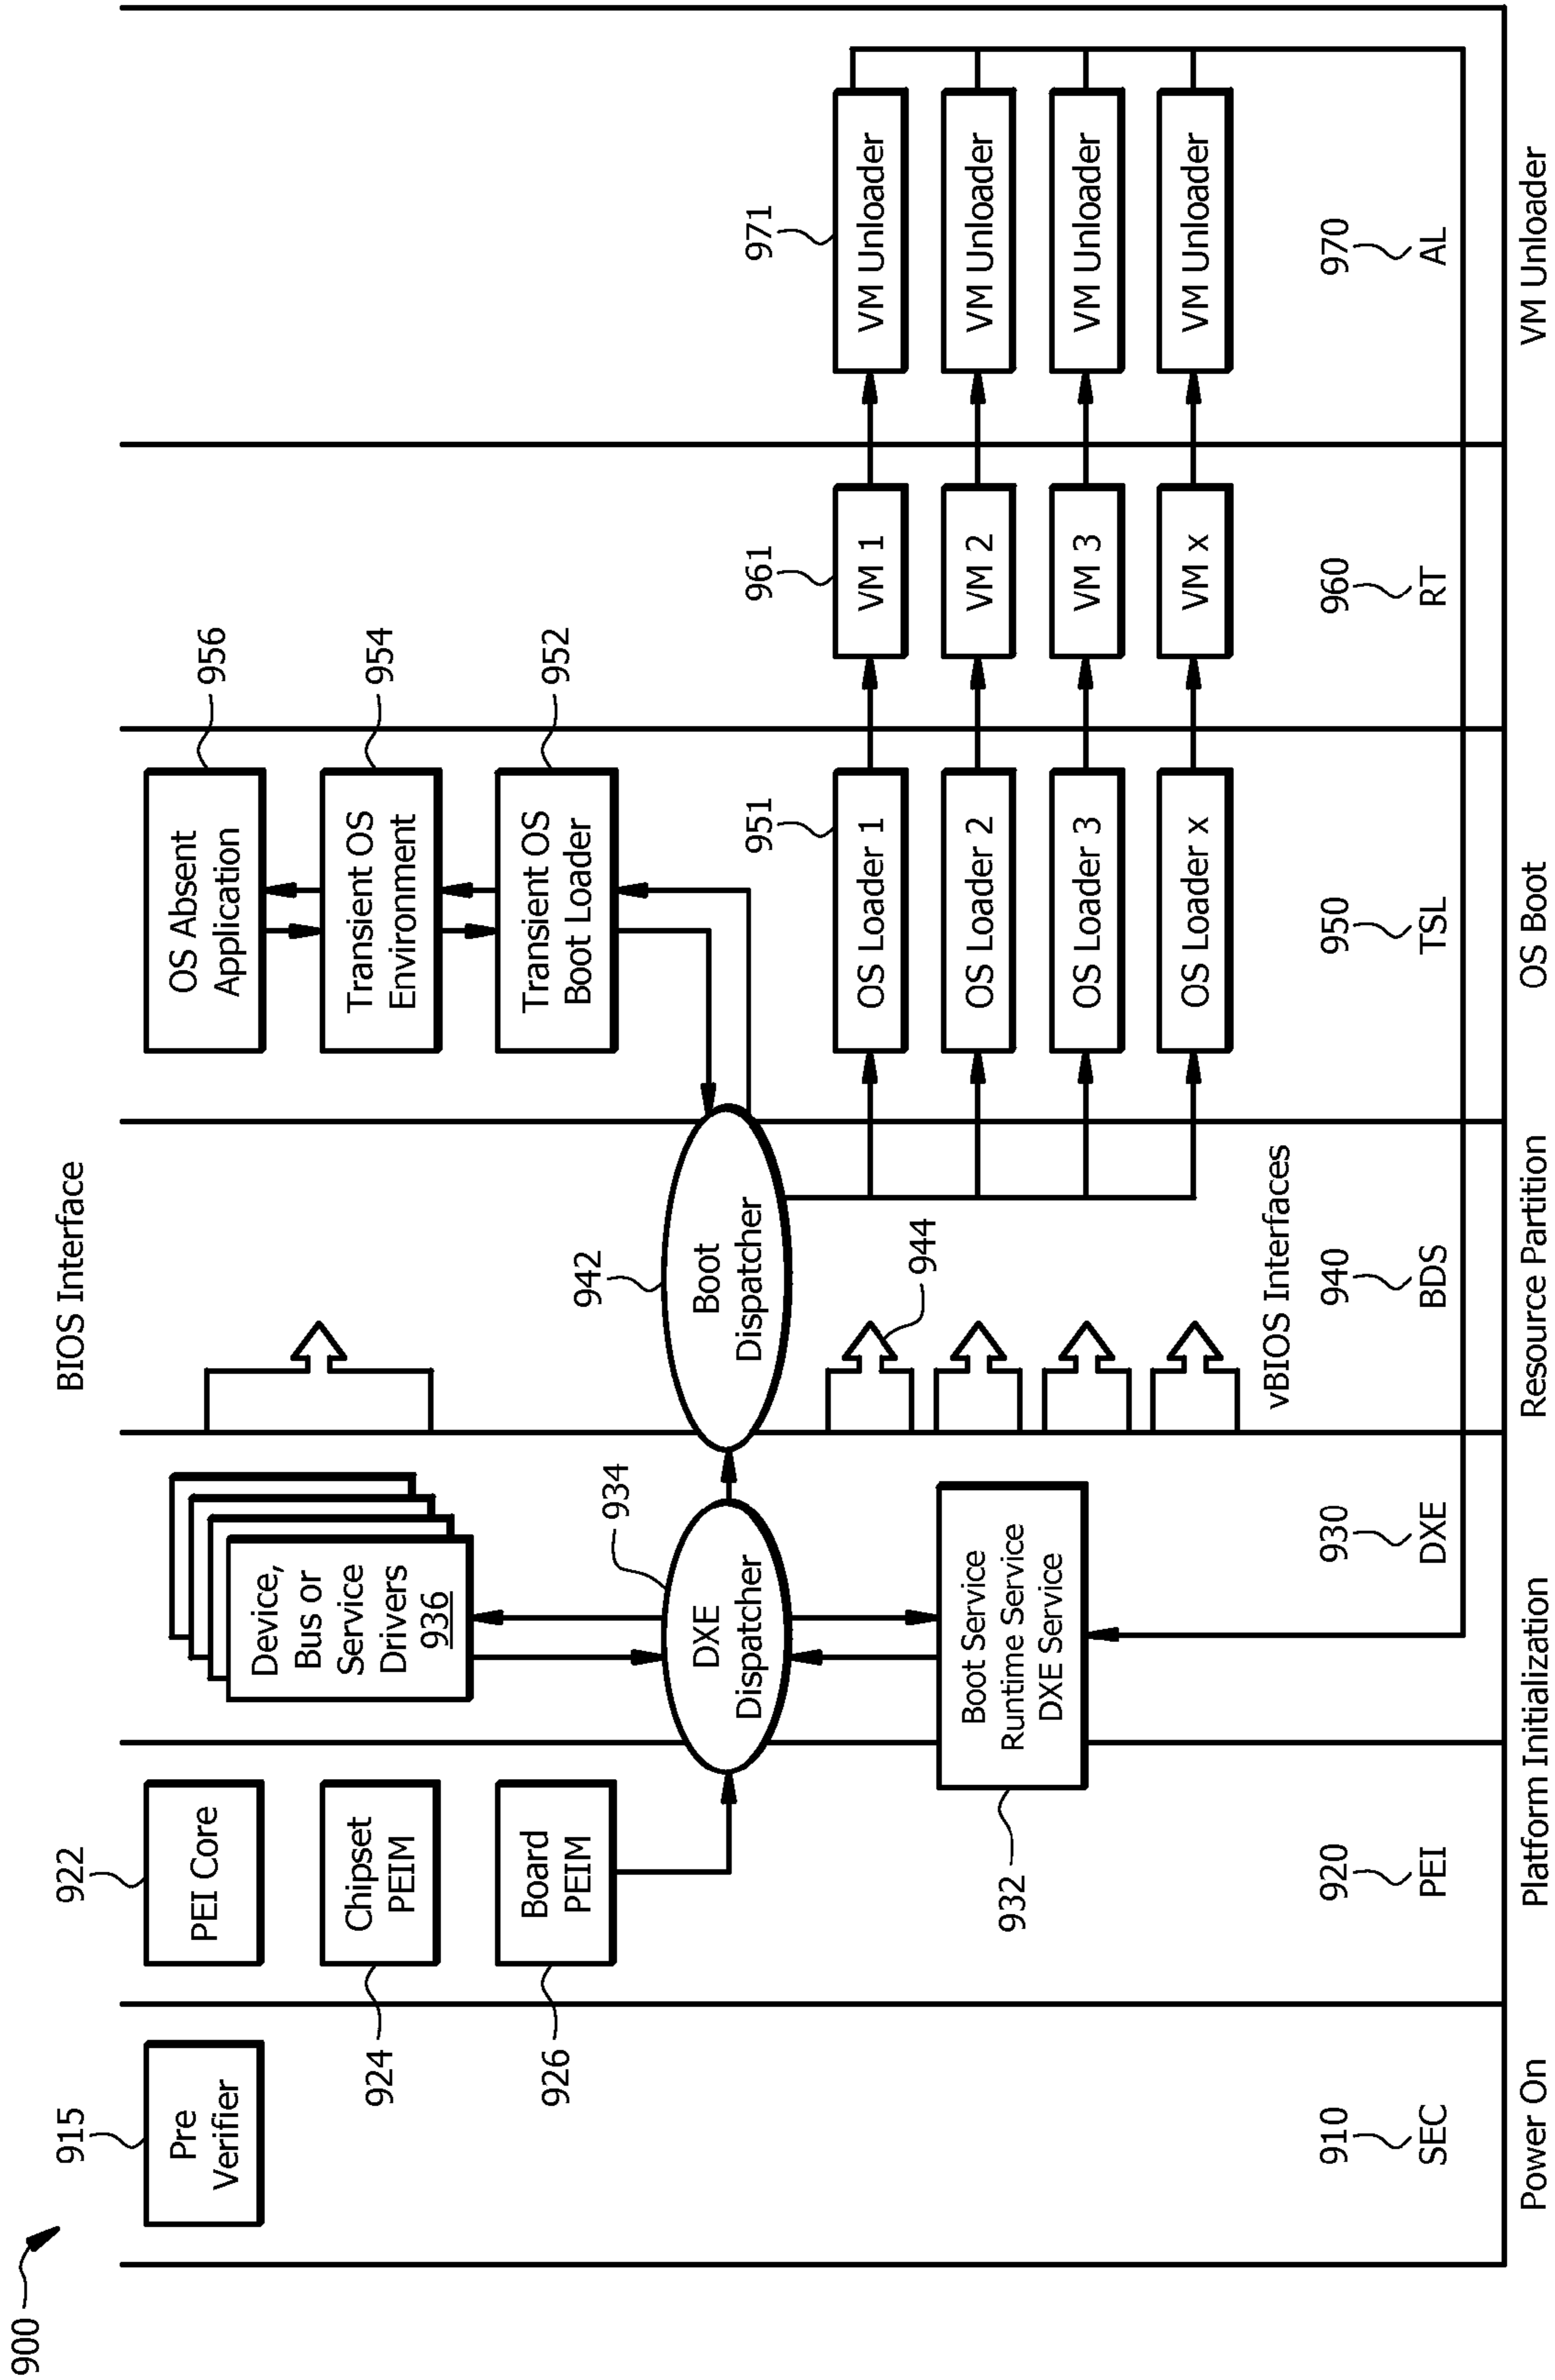 900
BIOS Interface
915
Pre
Verifier
922
PEI Core
924
Chipset
PEIM
926
Board
PEIM
Device,
Bus or
Service
Drivers
936
934
DXE
Dispatcher
932
Boot Service
Runtime Service
DXE Service
942
Boot
Dispatcher
944
vBIOS Interfaces
956
OS Absent
Application
954
Transient OS
Environment
952
Transient OS
Boot Loader
951
OS Loader 1
OS Loader 2
OS Loader 3
OS Loader x
961
VM 1
VM 2
VM 3
VM x
971
VM Unloader
VM Unloader
VM Unloader
VM Unloader
910
SEC
920
PEI
930
DXE
940
BDS
950
TSL
960
RT
970
AL
Power On
Platform Initialization
Resource Partition
OS Boot
VM Unloader